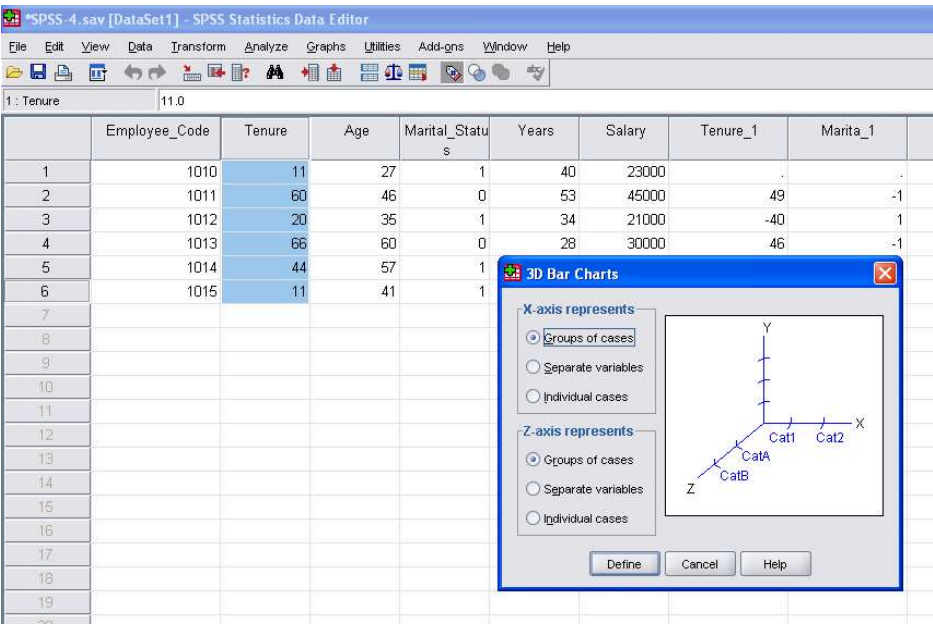 *SPSS-4.sav [DataSet1] - SPSS Statistics Data Editor
File Edit View Data Transform Analyze Graphs Utilities Add-ons Window Help
1 : Tenure 11.0
Employee_Code Tenure Age Marital_Statu Years Salary Tenure_1 Marita_1
s
1 1010 11 27 1 40 23000 . .
2 1011 60 46 0 53 45000 49 -1
3 1012 20 35 1 34 21000 -40 1
4 1013 66 60 0 28 30000 46 -1
5 1014 44 57 1
6 1015 11 41 1
7
8
9
10
11
12
13
14
15
16
17
18
19
3D Bar Charts
X-axis represents
Groups of cases
Separate variables
Individual cases
Z-axis represents
Groups of cases
Separate variables
Individual cases
Y
X
Cat1 Cat2
CatA
CatB
Z
Define Cancel Help